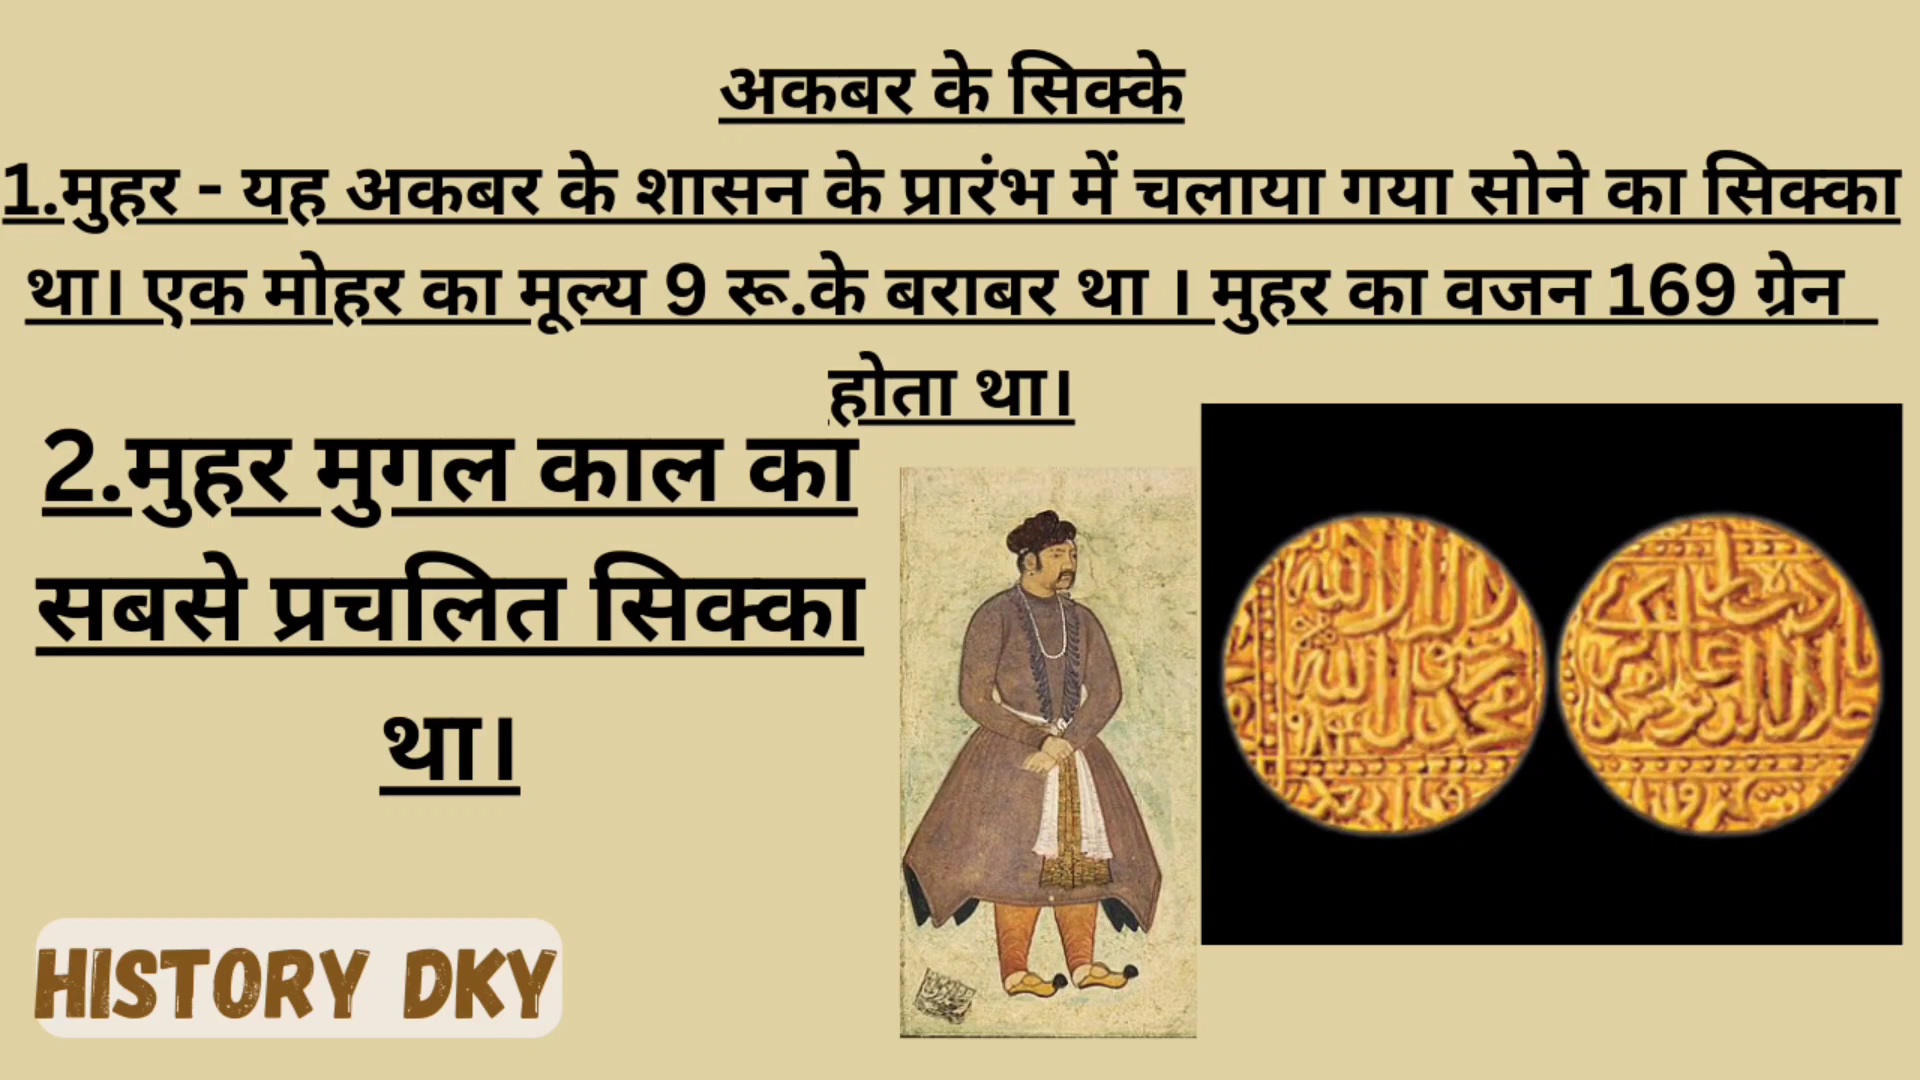 अकबर के सिक्के
1.मुहर - यह अकबर के शासन के प्रारंभ में चलाया गया सोने का सिक्का
था। एक मोहर का मूल्य 9 रू.के बराबर था । मुहर का वजन 169 ग्रेन
होता था।
2.मुहर मुगल काल का
सबसे प्रचलित सिक्का
था।
HISTORY DKY